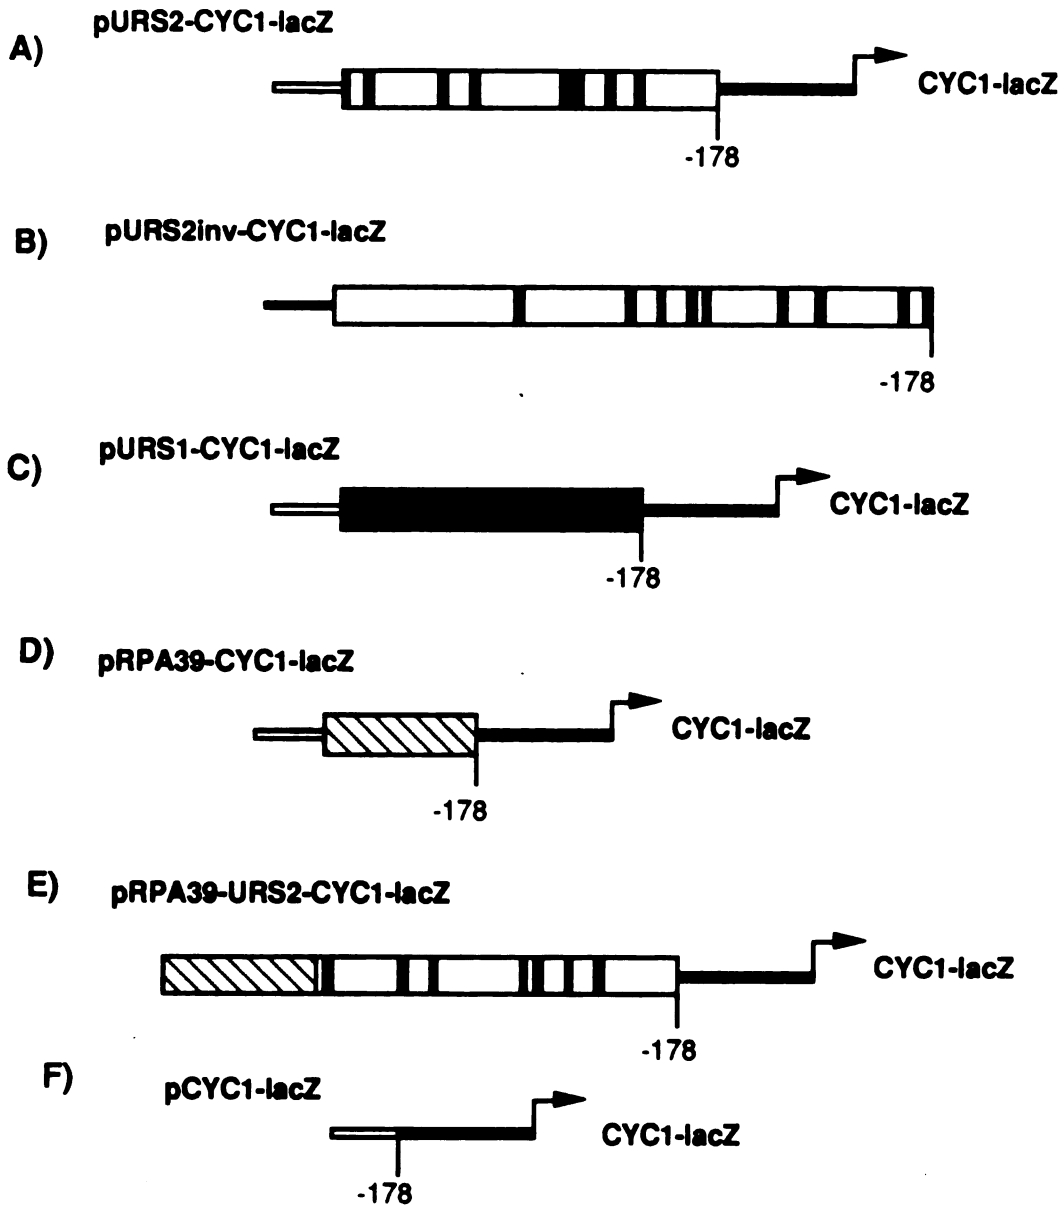 A) pURS2-CYC1-lacZ
CYC1-lacZ
-178
B) pURS2inv-CYC1-lacZ
-178
C) pURS1-CYC1-lacZ
CYC1-lacZ
-178
D) pRPA39-CYC1-lacZ
CYC1-lacZ
-178
E) pRPA39-URS2-CYC1-lacZ
CYC1-lacZ
-178
F) pCYC1-lacZ
CYC1-lacZ
-178